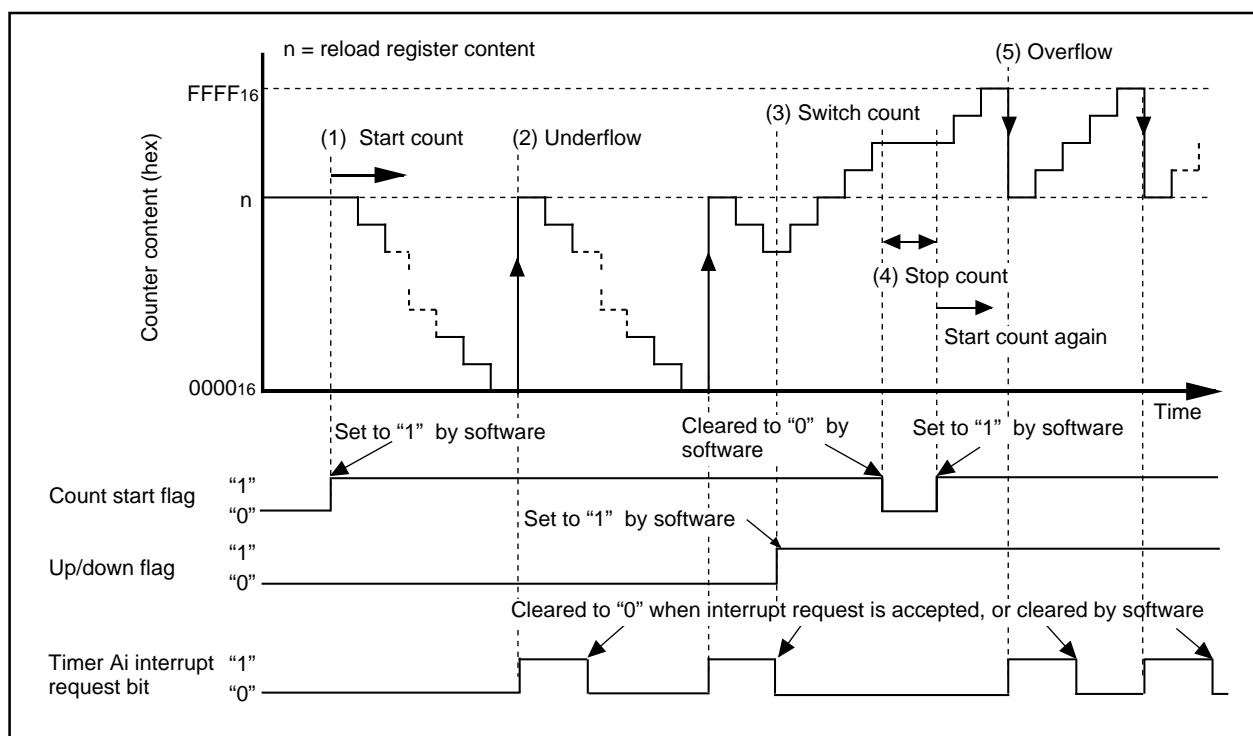 n = reload register content
(5) Overflow
FFFF16
(3) Switch count
(1) Start count
(2) Underflow
Counter content (hex)
n
(4) Stop count
Start count again
000016
Time
Set to “1” by software
Cleared to “0” by
software
Set to “1” by software
Count start flag
“1”
“0”
Set to “1” by software
Up/down flag
“1”
“0”
Cleared to “0” when interrupt request is accepted, or cleared by software
Timer Ai interrupt
request bit
“1”
“0”